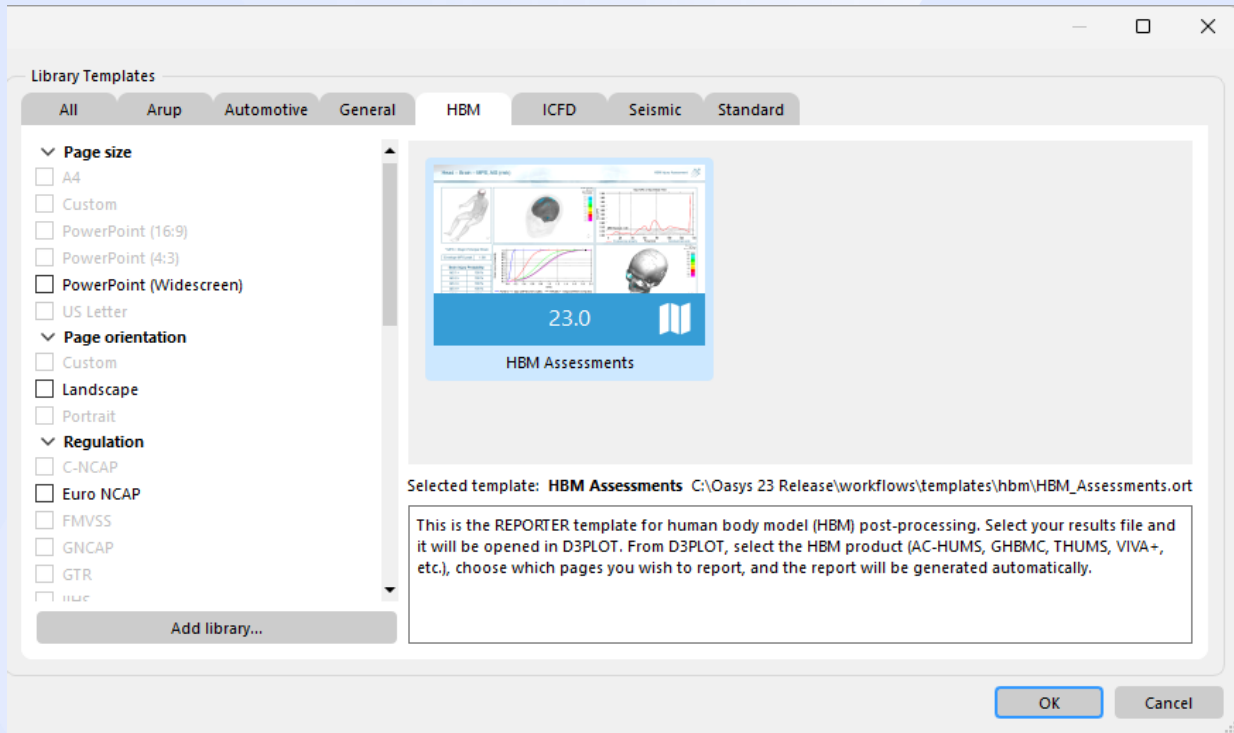 Library Templates
All Arup Automotive General HBM ICFD Seismic Standard
Page size
A4
Custom
PowerPoint (16:9)
PowerPoint (4:3)
PowerPoint (Widescreen)
US Letter
Page orientation
Custom
Landscape
Portrait
Regulation
C-NCAP
Euro NCAP
FMVSS
GNCAP
GTR
IIHS
Add library...
23.0
HBM Assessments
Selected template: HBM Assessments C:\Oasys 23 Release\workflows\templates\hbm\HBM_Assessments.ort
This is the REPORTER template for human body model (HBM) post-processing. Select your results file and
it will be opened in D3PLOT. From D3PLOT, select the HBM product (AC-HUMS, GHBMC, THUMS, VIVA+,
etc.), choose which pages you wish to report, and the report will be generated automatically.
OK Cancel